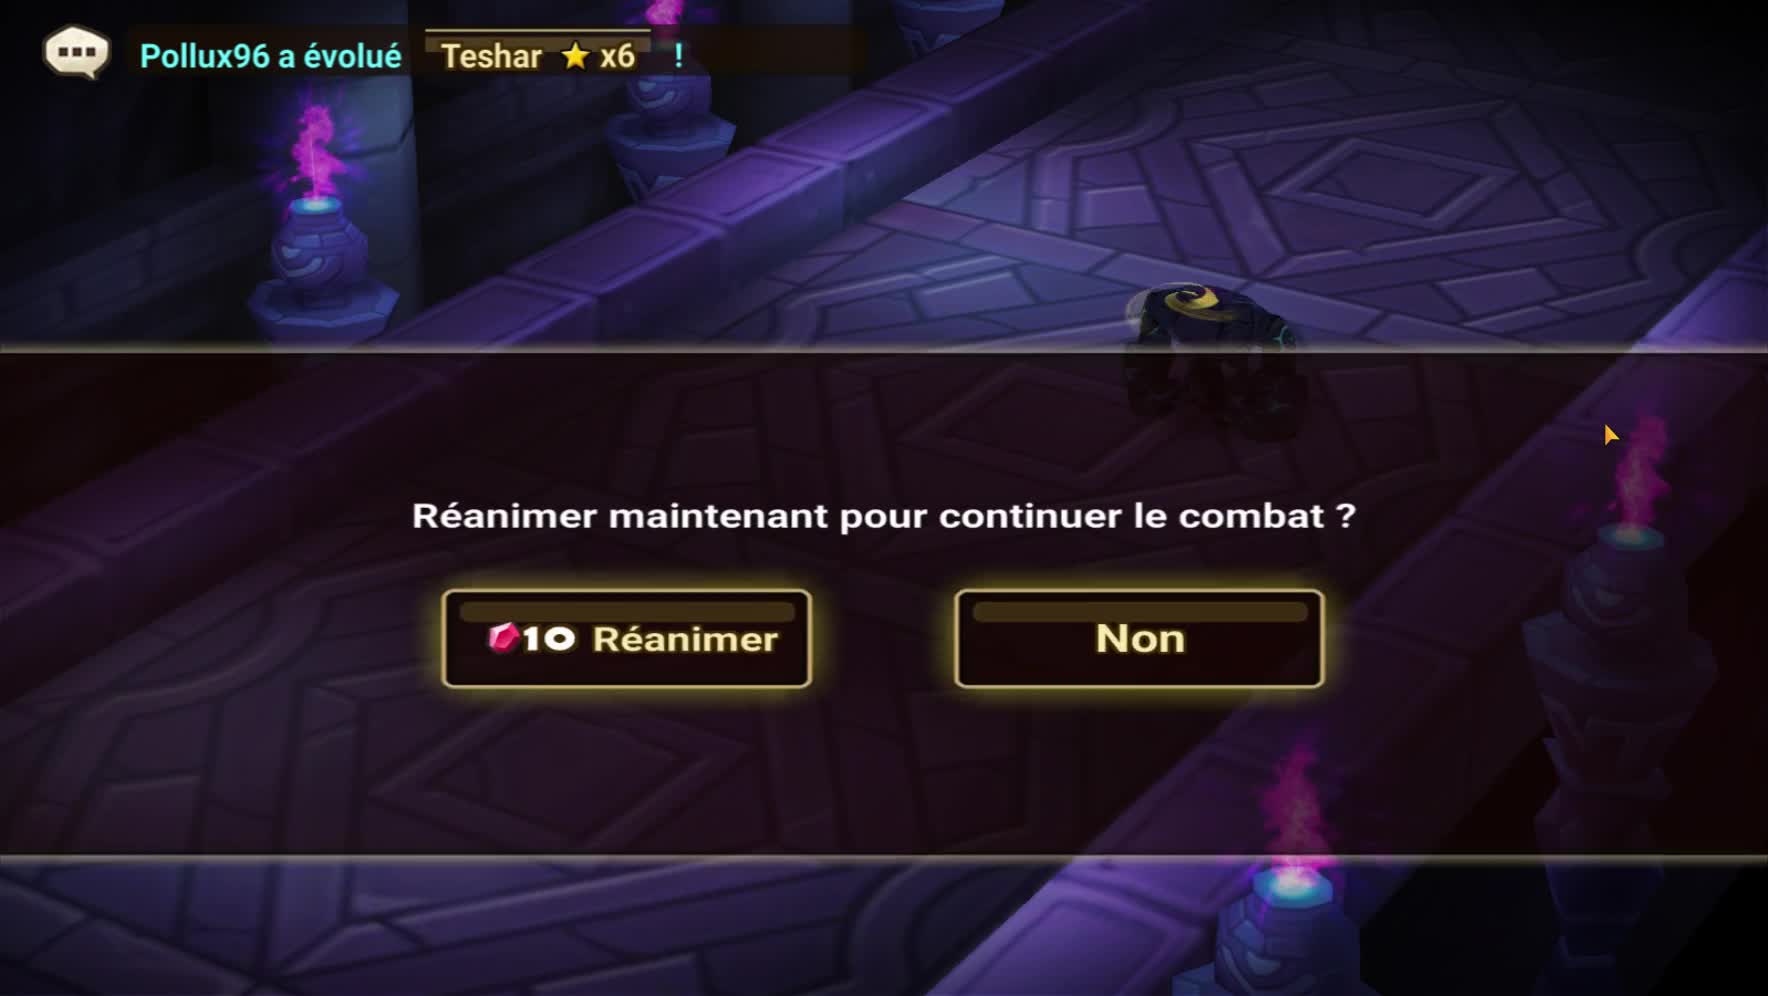 Pollux96 a évolué Teshar ⭐ x6 !
Réanimer maintenant pour continuer le combat ?
10 Réanimer
Non